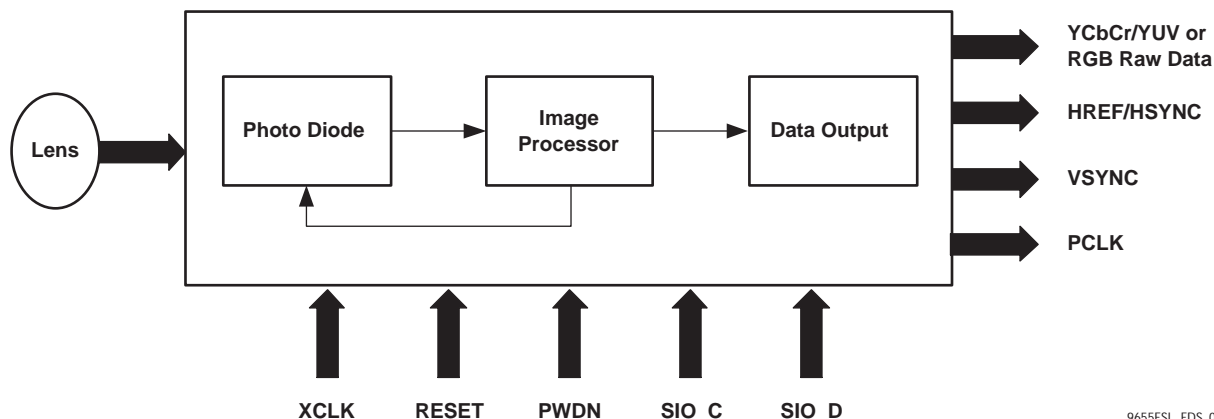 YCbCr/YUV or
RGB Raw Data
Lens
Photo Diode
Image
Processor
Data Output
HREF/HSYNC
VSYNC
PCLK
XCLK
RESET
PWDN
SIO_C
SIO_D